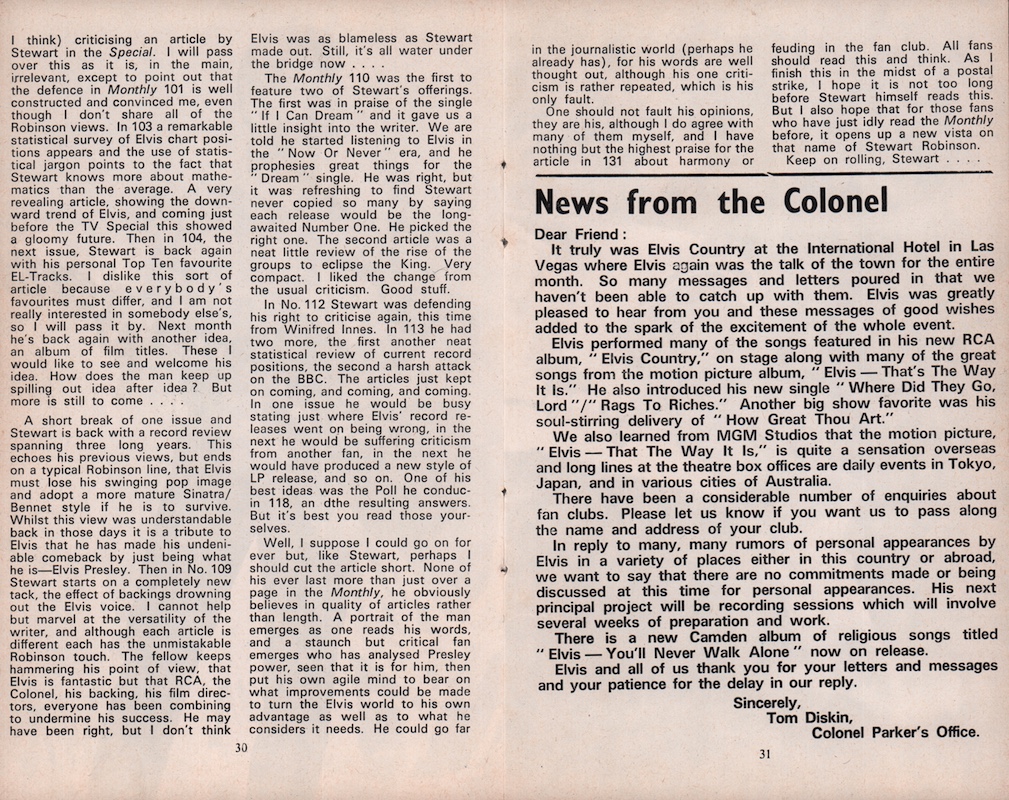 I think) criticising an article by
Stewart in the Special. I will pass
over this as it is, in the main,
irrelevant, except to point out that
the defence in Monthly 101 is well
constructed and convinced me, even
though I don't share all of the
Robinson views. In 103 a remarkable
statistical survey of Elvis chart posi-
tions appears and the use of statis-
tical jargon points to the fact that
Stewart knows more about mathe-
matics than the average. A very
revealing article, showing the down-
ward trend of Elvis, and coming just
before the TV Special this showed
a gloomy future. Then in 104, the
next issue, Stewart is back again
with his personal Top Ten favourite
EL-Tracks. I dislike this sort of
article because everybody's
favourites must differ, and I am not
really interested in somebody else's,
so I will pass it by. Next month
he's back again with another idea,
an album of film titles. These I
would like to see and welcome his
idea. How does the man keep up
spilling out idea after idea? But
more is still to come . . . .
A short break of one issue and
Stewart is back with a record review
spanning three long years. This
echoes his previous views, but ends
on a typical Robinson line, that Elvis
must lose his swinging pop image
and adopt a more mature Sinatra/
Bennet style if he is to survive.
Whilst this view was understandable
back in those days it is a tribute to
Elvis that he has made his undeni-
able comeback by just being what
he is—Elvis Presley. Then in No. 109
Stewart starts on a completely new
tack, the effect of backings drowning
out the Elvis voice. I cannot help
but marvel at the versatility of the
writer, and although each article is
different each has the unmistakable
Robinson touch. The fellow keeps
hammering his point of view, that
Elvis is fantastic but that RCA, the
Colonel, his backing, his film direc-
tors, everyone has been combining
to undermine his success. He may
have been right, but I don't think
Elvis was as blameless as Stewart
made out. Still, it's all water under
the bridge now . . . .
The Monthly 110 was the first to
feature two of Stewart's offerings.
The first was in praise of the single
"If I Can Dream" and it gave us a
little insight into the writer. We are
told he started listening to Elvis in
the "Now Or Never" era, and he
prophesies great things for the
"Dream" single. He was right, but
it was refreshing to find Stewart
never copied so many by saying
each release would be the long-
awaited Number One. He picked the
right one. The second article was a
neat little review of the rise of the
groups to eclipse the King. Very
compact. I liked the change from
the usual criticism. Good stuff.
In No. 112 Stewart was defending
his right to criticise again, this time
from Winifred Innes. In 113 he had
two more, the first another neat
statistical review of current record
positions, the second a harsh attack
on the BBC. The articles just kept
on coming, and coming, and coming.
In one issue he would be busy
stating just where Elvis' record re-
leases went on being wrong, in the
next he would be suffering criticism
from another fan, in the next he
would have produced a new style of
LP release, and so on. One of his
best ideas was the Poll he conduc-
in 118, an dthe resulting answers.
But it's best you read those your-
selves.
Well, I suppose I could go on for
ever but, like Stewart, perhaps I
should cut the article short. None of
his ever last more than just over a
page in the Monthly, he obviously
believes in quality of articles rather
than length. A portrait of the man
emerges as one reads his words,
and a staunch but critical fan
emerges who has analysed Presley
power, seen that it is for him, then
put his own agile mind to bear on
what improvements could be made
to turn the Elvis world to his own
advantage as well as to what he
considers it needs. He could go far
30
in the journalistic world (perhaps he
already has), for his words are well
thought out, although his one criti-
cism is rather repeated, which is his
only fault.
One should not fault his opinions,
they are his, although I do agree with
many of them myself, and I have
nothing but the highest praise for the
article in 131 about harmony or
feuding in the fan club. All fans
should read this and think. As I
finish this in the midst of a postal
strike, I hope it is not too long
before Stewart himself reads this.
But I also hope that for those fans
who have just idly read the Monthly
before, it opens up a new vista on
that name of Stewart Robinson.
Keep on rolling, Stewart . . . .
News from the Colonel
Dear Friend :
It truly was Elvis Country at the International Hotel in Las
Vegas where Elvis again was the talk of the town for the entire
month. So many messages and letters poured in that we
haven't been able to catch up with them. Elvis was greatly
pleased to hear from you and these messages of good wishes
added to the spark of the excitement of the whole event.
Elvis performed many of the songs featured in his new RCA
album, "Elvis Country," on stage along with many of the great
songs from the motion picture album, "Elvis — That's The Way
It Is." He also introduced his new single "Where Did They Go,
Lord"/"Rags To Riches." Another big show favorite was his
soul-stirring delivery of "How Great Thou Art."
We also learned from MGM Studios that the motion picture,
"Elvis — That The Way It Is," is quite a sensation overseas
and long lines at the theatre box offices are daily events in Tokyo,
Japan, and in various cities of Australia.
There have been a considerable number of enquiries about
fan clubs. Please let us know if you want us to pass along
the name and address of your club.
In reply to many, many rumors of personal appearances by
Elvis in a variety of places either in this country or abroad,
we want to say that there are no commitments made or being
discussed at this time for personal appearances. His next
principal project will be recording sessions which will involve
several weeks of preparation and work.
There is a new Camden album of religious songs titled
"Elvis — You'll Never Walk Alone" now on release.
Elvis and all of us thank you for your letters and messages
and your patience for the delay in our reply.
Sincerely,
Tom Diskin,
Colonel Parker's Office.
31